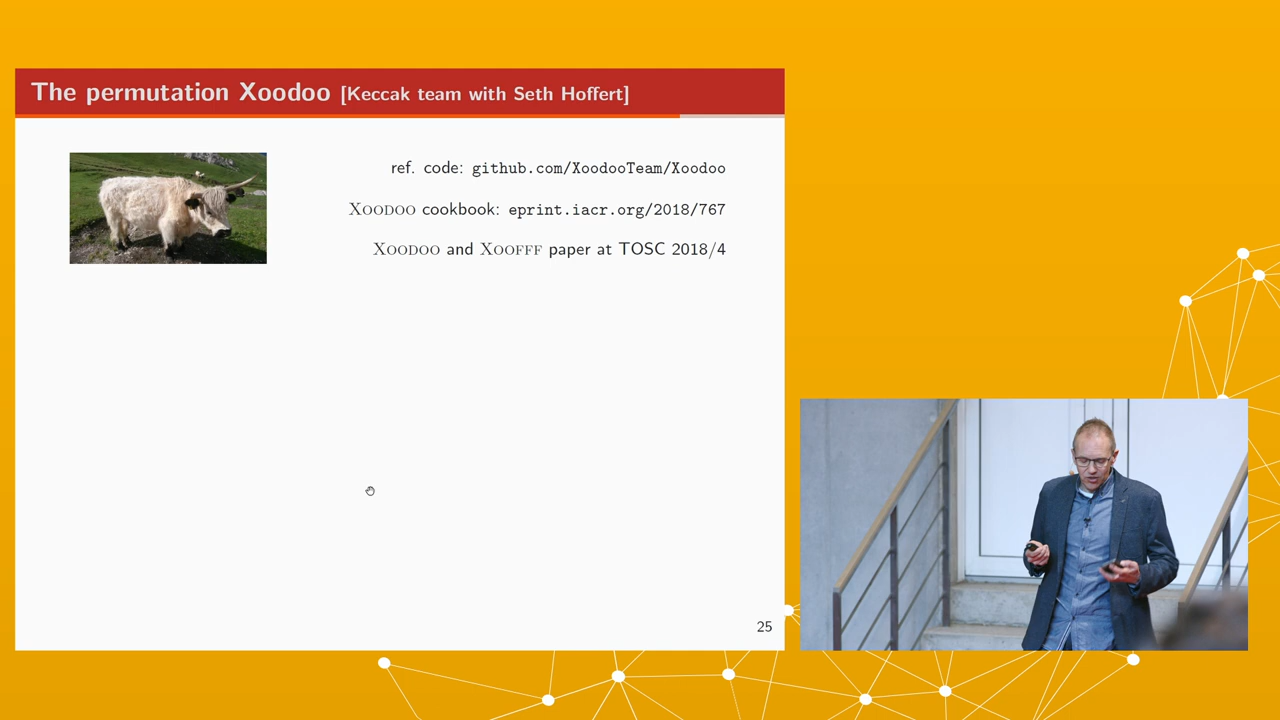 The permutation Xoodoo [Keccak team with Seth Hoffert]
ref. code: github.com/XoodooTeam/Xoodoo
Xoodoo cookbook: eprint.iacr.org/2018/767
Xoodoo and Xoofff paper at TOSC 2018/4
25